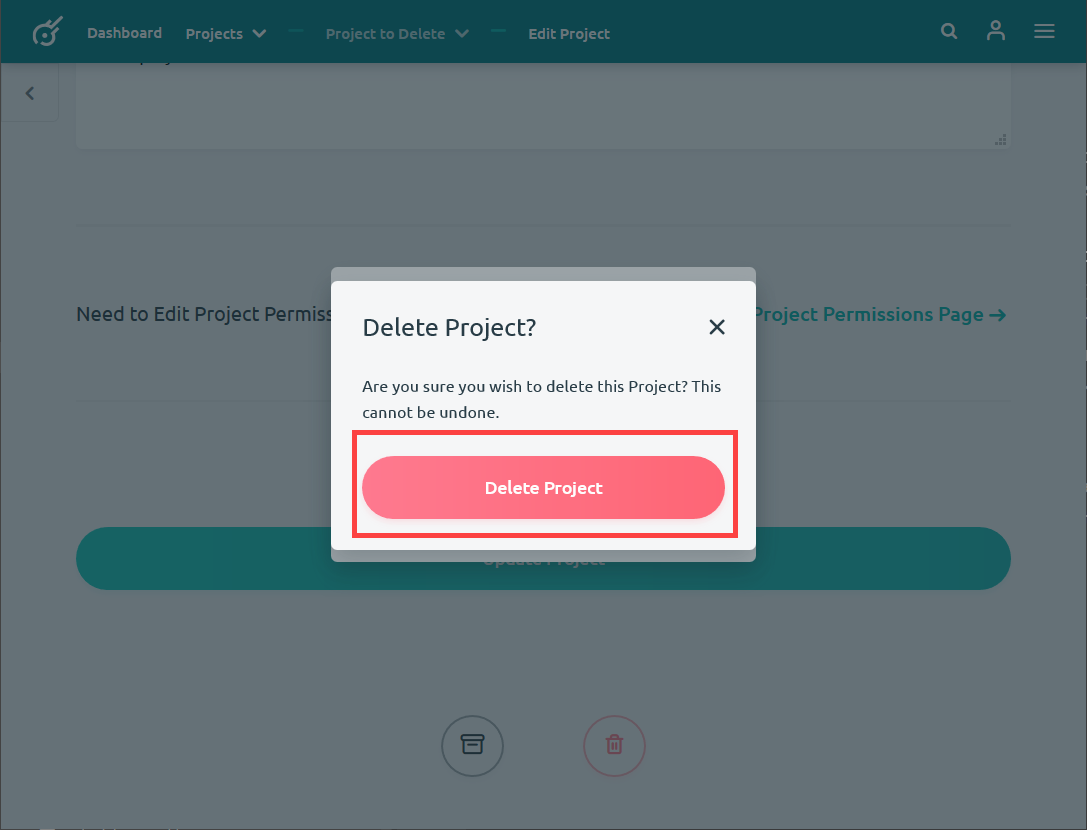 Dashboard Projects Project to Delete Edit Project
Need to Edit Project Permiss
Project Permissions Page
Delete Project?
Are you sure you wish to delete this Project? This
cannot be undone.
Delete Project
Update Project